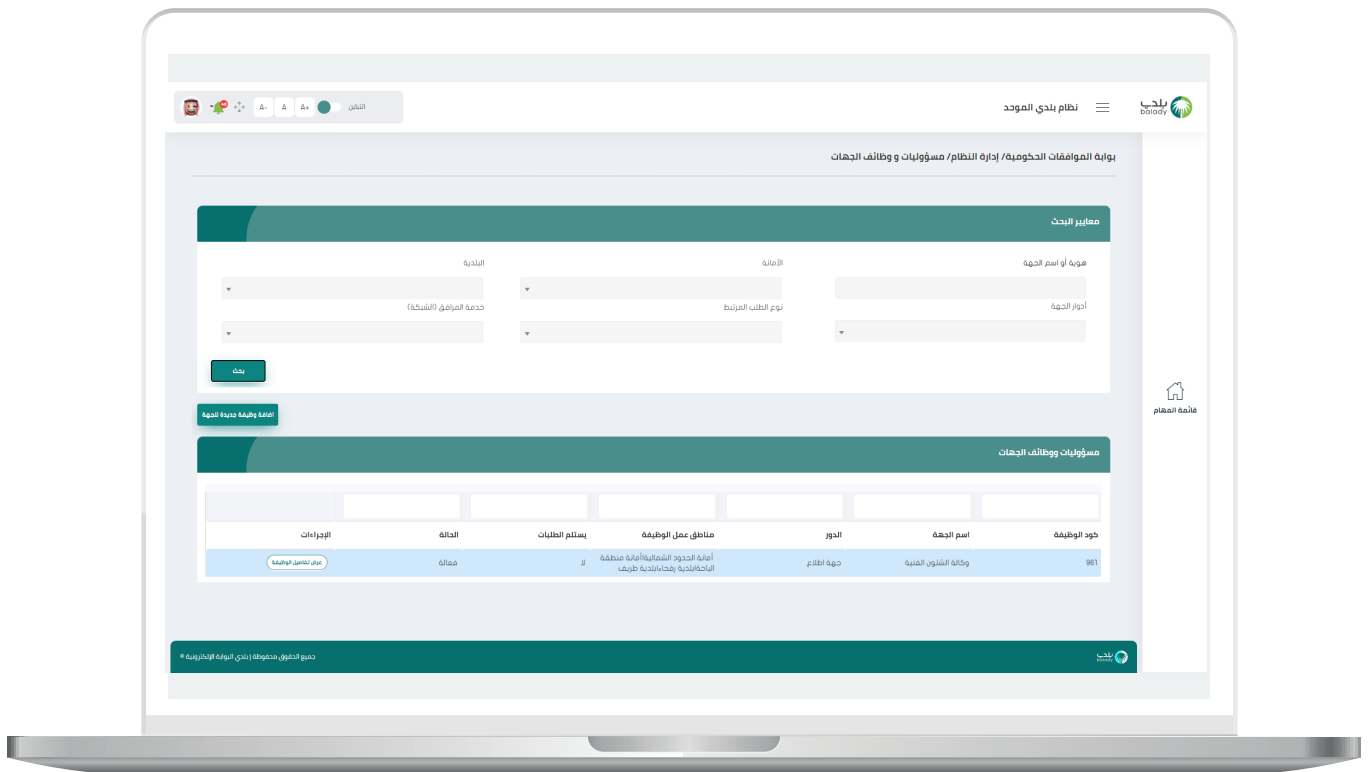 بلدي
balady
نظام بلدي الموحد
التباين
A+ A A-
بوابة الموافقات الحكومية/ إدارة النظام/ مسؤوليات و وظائف الجهات
معايير البحث
هوية أو اسم الجهة الأمانة البلدية
أدوار الجهة نوع الطلب المرتبط خدمة المرافق (الشبكة)
بحث
قائمة المهام
اضافة وظيفة جديدة للجهة
مسؤوليات ووظائف الجهات
كود الوظيفة اسم الجهة الدور مناطق عمل الوظيفة يستلم الطلبات الحالة الإجراءات
961 وكالة الشئون الفنية جهة اطلاع أمانة الحدود الشمالية|أمانة منطقة لا فعالة عرض تفاصيل الوظيفة
الباحة|بلدية رفحاء|بلدية طريف
بلدي
balady
جميع الحقوق محفوظة | بلدي البوابة الإلكترونية ©